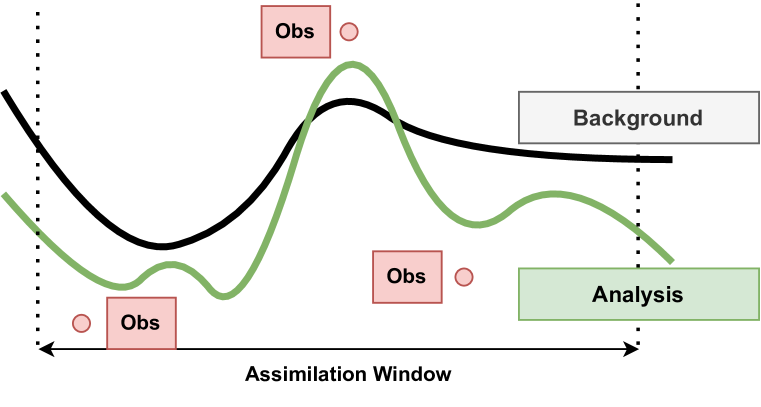 Obs
Background
Obs
Analysis
Obs
Assimilation Window